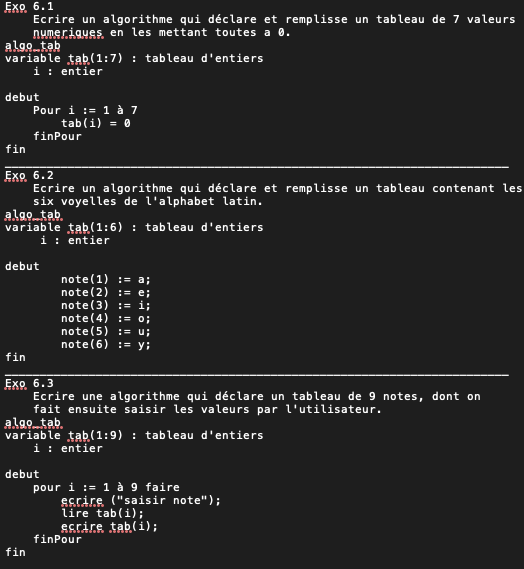 Exo 6.1
Ecrire un algorithme qui déclare et remplisse un tableau de 7 valeurs
numeriques en les mettant toutes a 0.
algo_tab
variable tab(1:7) : tableau d'entiers
i : entier
debut
Pour i := 1 à 7
tab(i) = 0
finPour
fin
Exo 6.2
Ecrire un algorithme qui déclare et remplisse un tableau contenant les
six voyelles de l'alphabet latin.
algo_tab
variable tab(1:6) : tableau d'entiers
i : entier
debut
note(1) := a;
note(2) := e;
note(3) := i;
note(4) := o;
note(5) := u;
note(6) := y;
fin
Exo 6.3
Ecrire une algorithme qui déclare un tableau de 9 notes, dont on
fait ensuite saisir les valeurs par l'utilisateur.
algo_tab
variable tab(1:9) : tableau d'entiers
i : entier
debut
pour i := 1 à 9 faire
ecrire ("saisir note");
lire tab(i);
ecrire tab(i);
finPour
fin